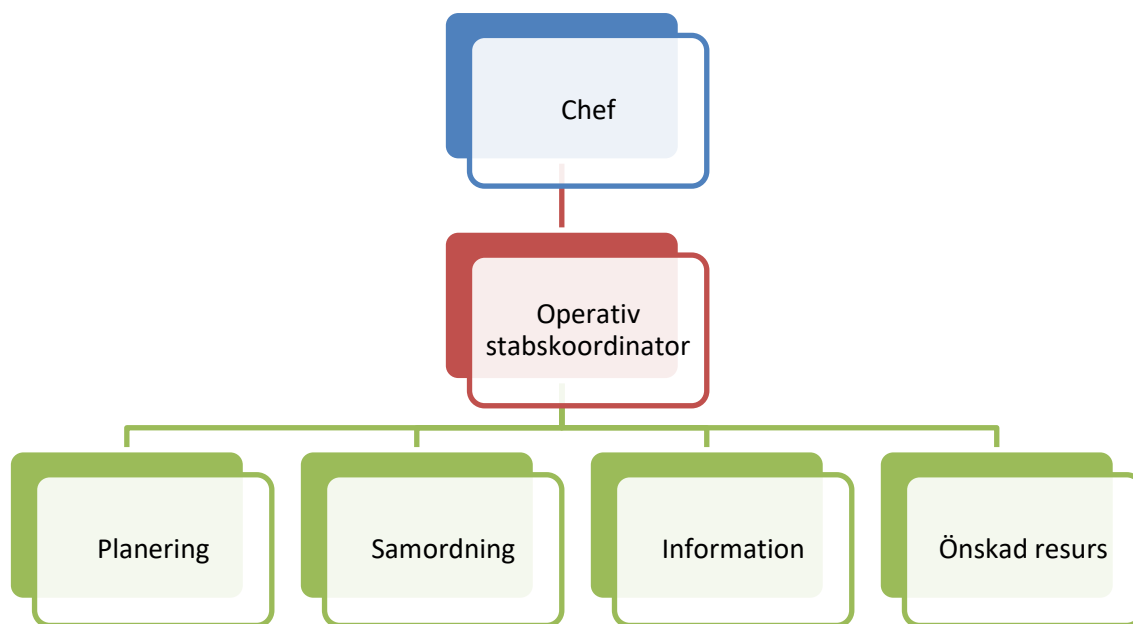 Chef
Operativ
stabskoordinator
Planering
Samordning
Information
Önskad resurs